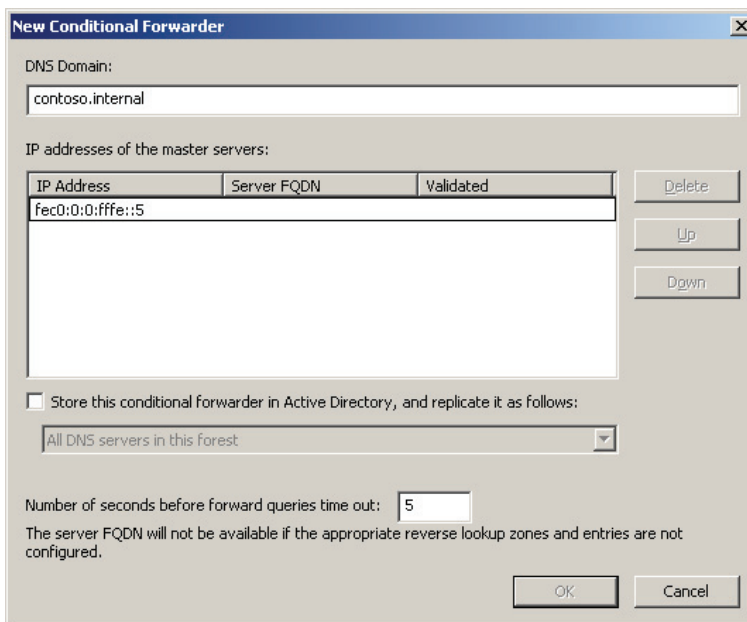 New Conditional Forwarder
DNS Domain:
contoso.internal
IP addresses of the master servers:
IP Address Server FQDN Validated
fec0:0:0:fffe::5
Delete
Up
Down
Store this conditional forwarder in Active Directory, and replicate it as follows:
All DNS servers in this forest
Number of seconds before forward queries time out: 5
The server FQDN will not be available if the appropriate reverse lookup zones and entries are not
configured.
OK Cancel